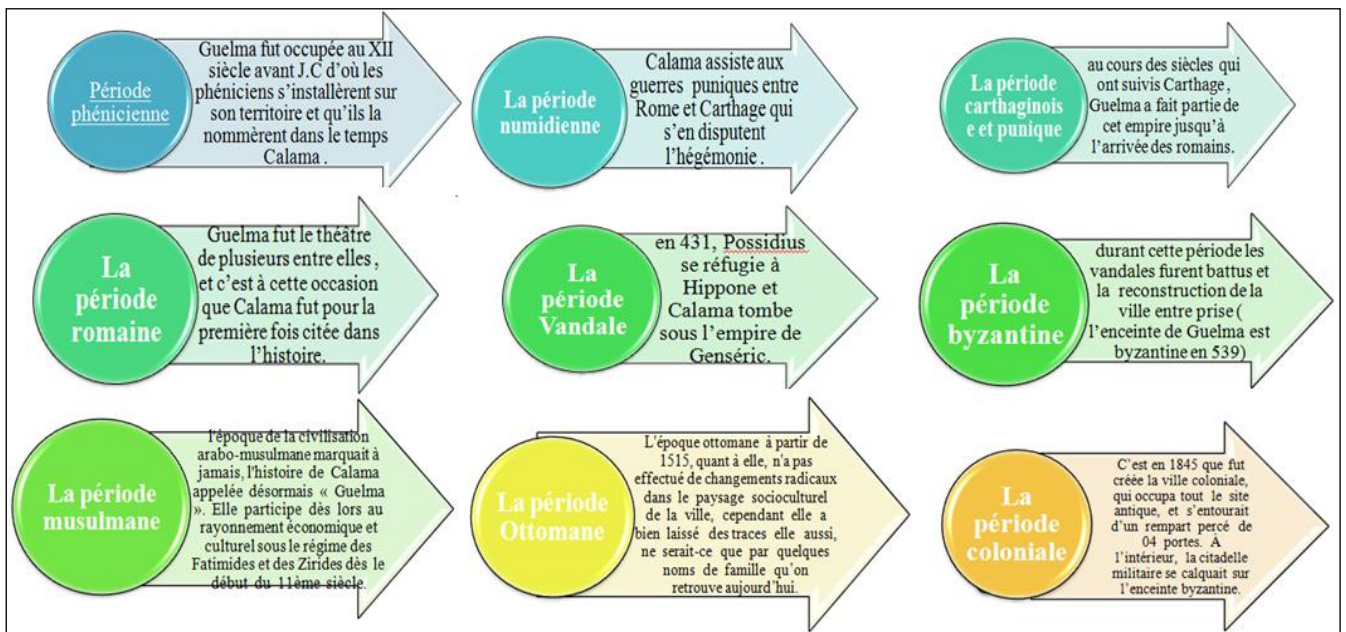 Période
phénicienne
Guelma fut occupée au XII
siècle avant J.C d'où les
phéniciens s'installèrent sur
son territoire et qu'ils la
nommèrent dans le temps
Calama .
La période
numidienne
Calama assiste aux
guerres puniques entre
Rome et Carthage qui
s'en disputent
l'hégémonie .
La période
carthaginois
e et punique
au cours des siècles qui
ont suivis Carthage,
Guelma a fait partie de
cet empire jusqu'à
l'arrivée des romains.
La
période
romaine
Guelma fut le théâtre
de plusieurs entre elles ,
et c'est à cette occasion
que Calama fut pour la
première fois citée dans
l'histoire.
La
période
Vandale
en 431, Possidius
se réfugie à
Hippone et
Calama tombe
sous l'empire de
Genséric.
La
période
byzantine
durant cette période les
vandales furent battus et
la reconstruction de la
ville entre prise (
l'enceinte de Guelma est
byzantine en 539)
La période
musulmane
l'époque de la civilisation
arabo-musulmane marquait à
jamais, l'histoire de Calama
appelée désormais « Guelma
». Elle participe dès lors au
rayonnement économique et
culturel sous le régime des
Fatimides et des Zirides dès le
début du 11ème siècle.
La période
Ottomane
L'époque ottomane à partir de
1515, quant à elle, n'a pas
effectué de changements radicaux
dans le paysage socioculturel
de la ville, cependant elle a
bien laissé des traces elle aussi,
ne serait-ce que par quelques
noms de famille qu'on
retrouve aujourd'hui.
La
période
coloniale
C'est en 1845 que fut
créée la ville coloniale,
qui occupa tout le site
antique, et s'entourait
d'un rempart percé de
04 portes. À
l'intérieur, la citadelle
militaire se calquait sur
l'enceinte byzantine.